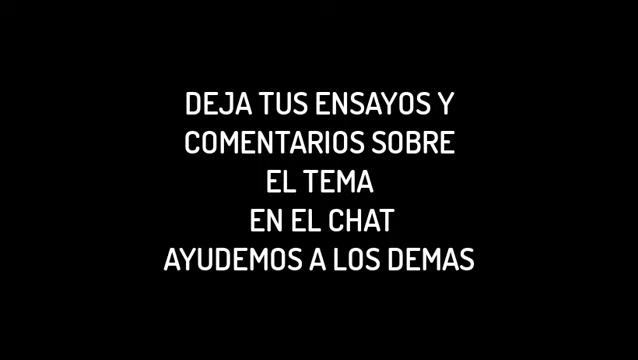 DEJA TUS ENSAYOS Y
COMENTARIOS SOBRE
EL TEMA
EN EL CHAT
AYUDEMOS A LOS DEMAS